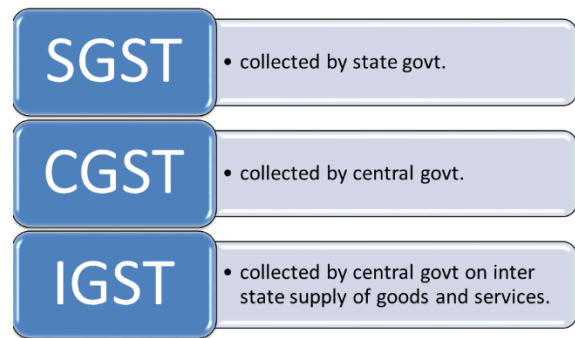 SGST
• collected by state govt.
CGST
• collected by central govt.
IGST
• collected by central govt on inter
state supply of goods and services.